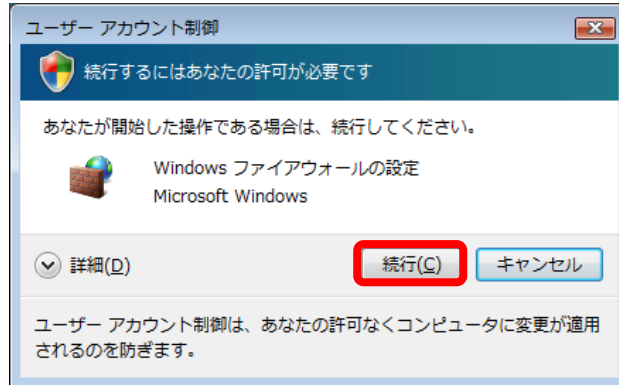 ユーザー アカウント制御
続行するにはあなたの許可が必要です
あなたが開始した操作である場合は、続行してください。
Windows ファイアウォールの設定
Microsoft Windows
詳細(D)
続行(C)
キャンセル
ユーザー アカウント制御は、あなたの許可なくコンピュータに変更が適用
されるのを防ぎます。